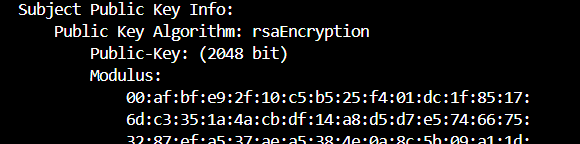 Subject Public Key Info:
Public Key Algorithm: rsaEncryption
Public-Key: (2048 bit)
Modulus:
00:af:bf:e9:2f:10:c5:b5:25:f4:01:dc:1f:85:17:
6d:c3:35:1a:4a:cb:df:14:a8:d5:d7:e5:74:66:75:
32:87:ef:a5:37:ae:a5:38:4e:0a:8c:5b:09:a1:1d: